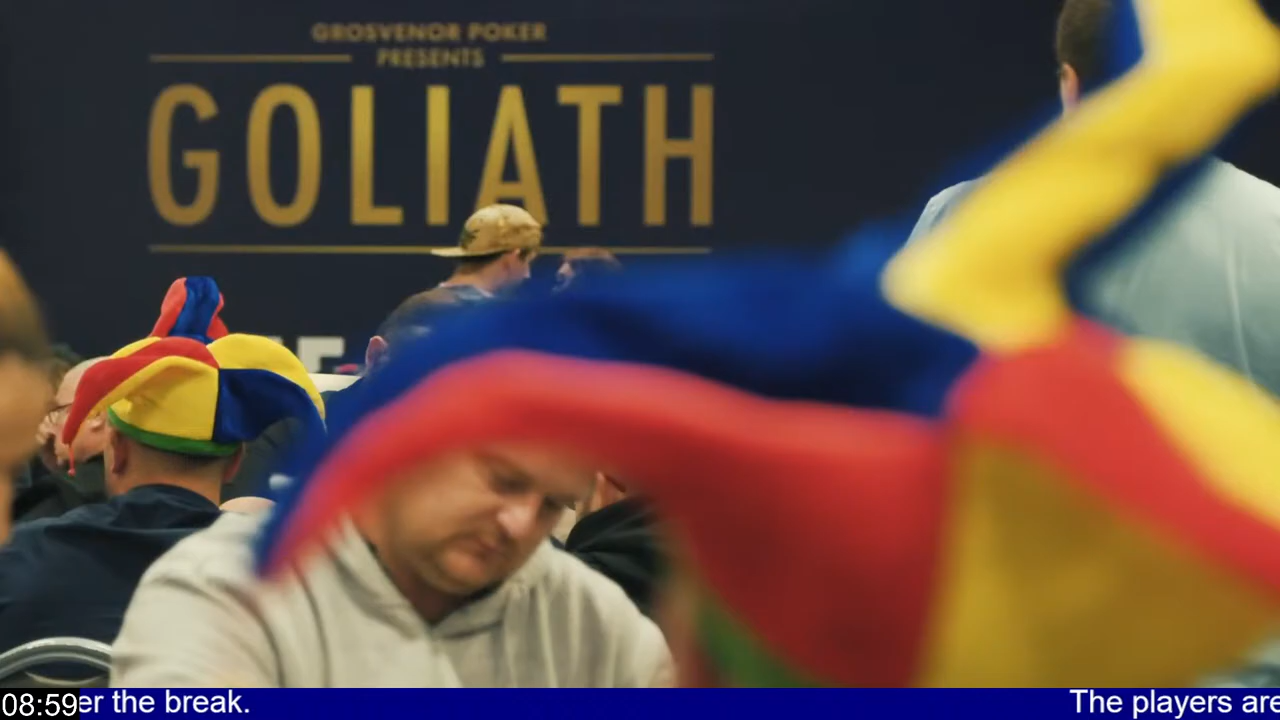 GROSVENOR POKER
PRESENTS
GOLIATH
08:59
er the break.
The players are